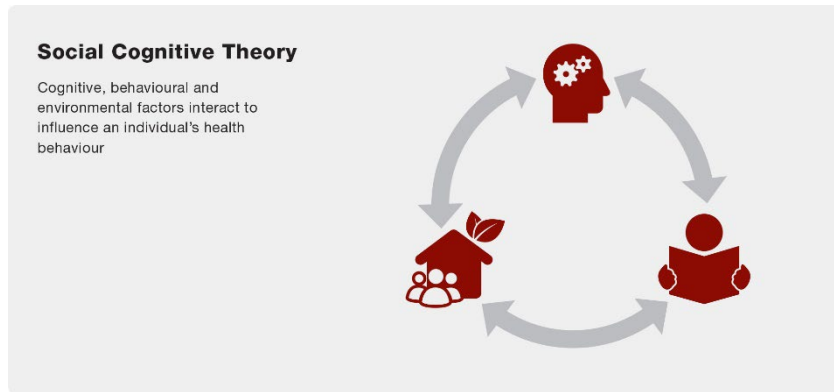 Social Cognitive Theory
Cognitive, behavioural and
environmental factors interact to
influence an individual's health
behaviour